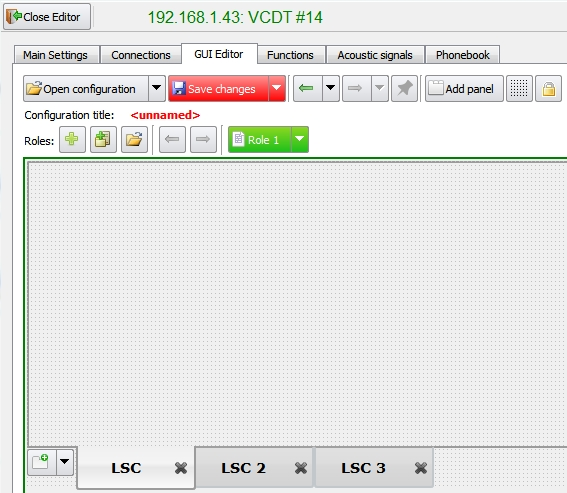 Close Editor
192.168.1.43: VCDT #14
Main Settings Connections GUI Editor Functions Acoustic signals Phonebook
Open configuration Save changes Add panel
Configuration title: <unnamed>
Roles: Role 1
LSC LSC 2 LSC 3